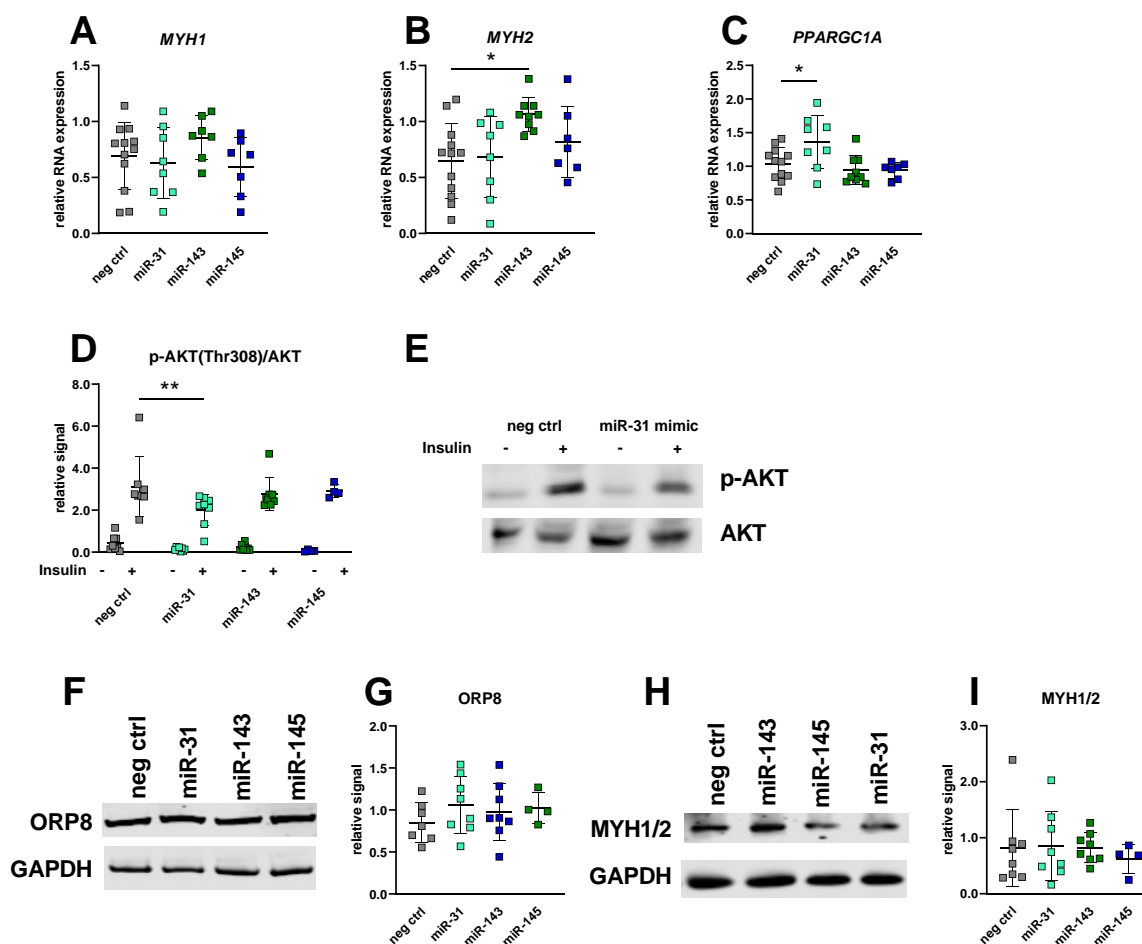 A
MYH1
relative RNA expression
1.5
1.0
0.5
0.0
neg ctrl
miR-31
miR-143
miR-145
B
MYH2
relative RNA expression
1.5
1.0
0.5
0.0
*
neg ctrl
miR-31
miR-143
miR-145
C
PPARGC1A
relative RNA expression
2.5
2.0
1.5
1.0
0.5
0.0
*
neg ctrl
miR-31
miR-143
miR-145
D
p-AKT(Thr308)/AKT
relative signal
8.0
6.0
4.0
2.0
0.0
**
Insulin - + - + - + - +
neg ctrl
miR-31
miR-143
miR-145
E
neg ctrl miR-31 mimic
Insulin - + - +
p-AKT
AKT
F
neg ctrl
miR-31
miR-143
miR-145
ORP8
GAPDH
G
ORP8
relative signal
2.0
1.5
1.0
0.5
0.0
neg ctrl
miR-31
miR-143
miR-145
H
neg ctrl
miR-143
miR-145
miR-31
MYH1/2
GAPDH
I
MYH1/2
relative signal
3.0
2.0
1.0
0.0
neg ctrl
miR-31
miR-143
miR-145